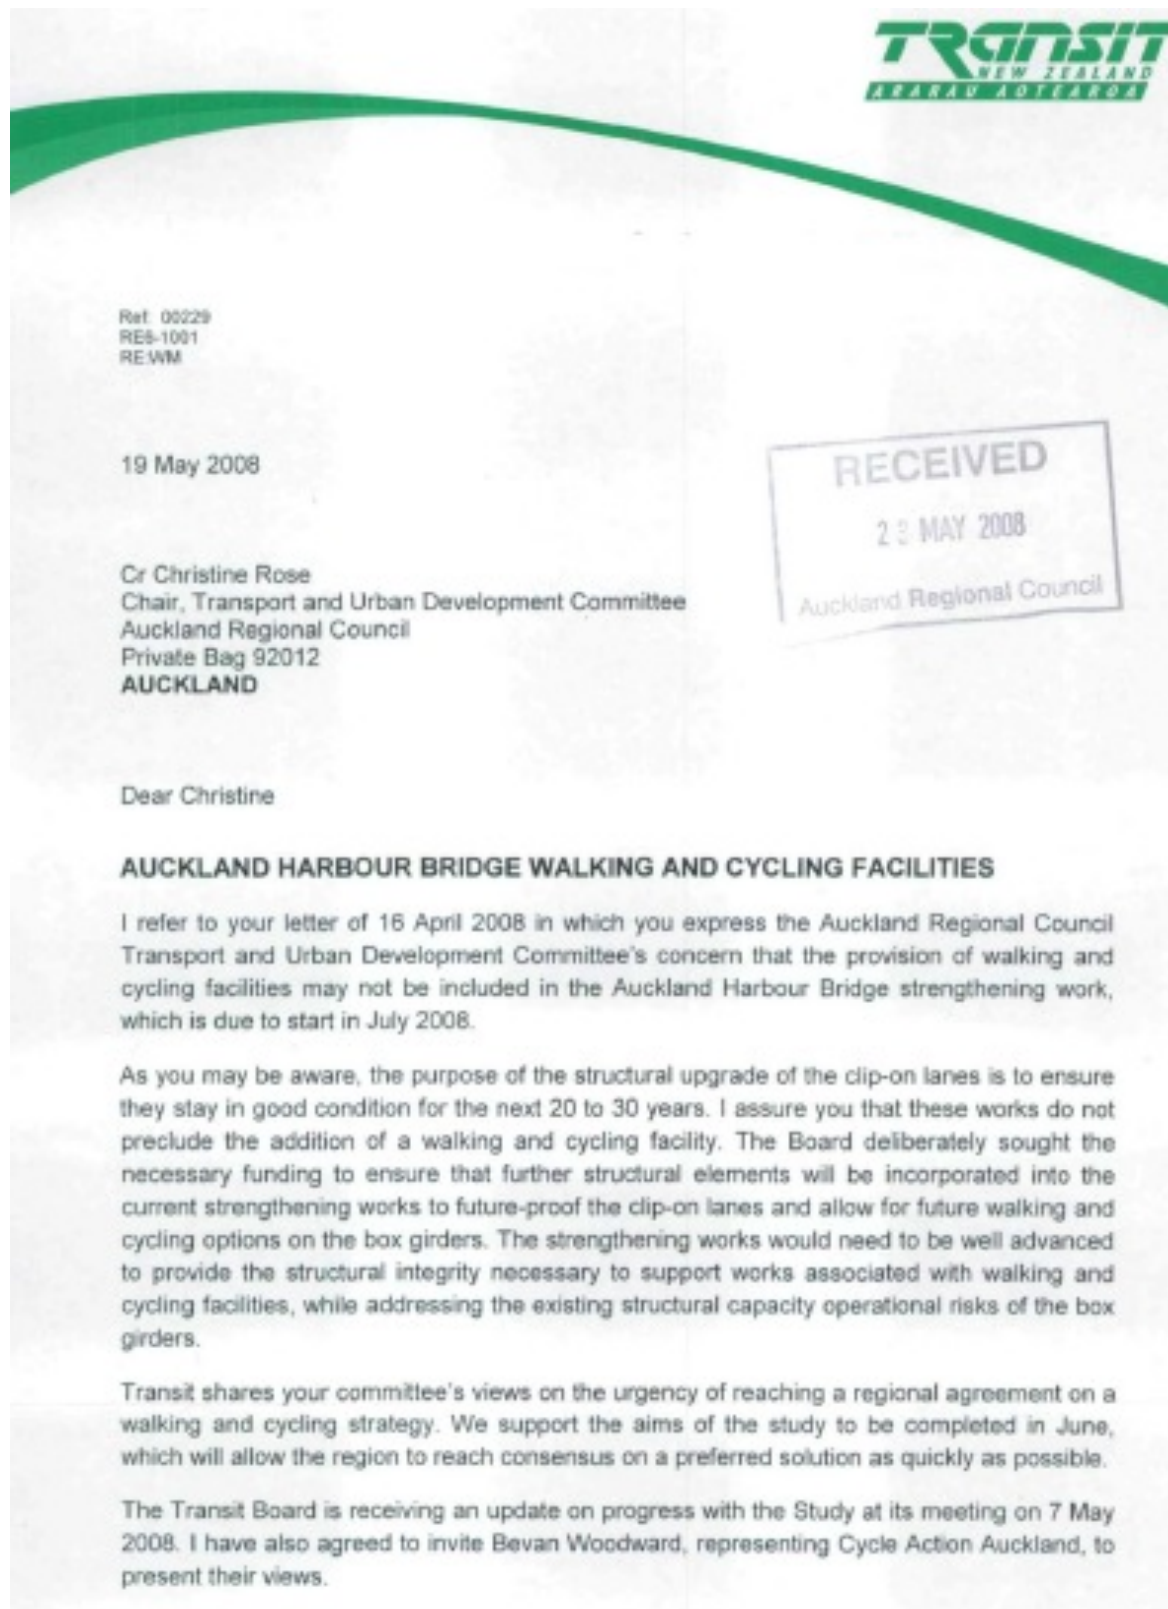 TRANSIT
NEW ZEALAND
ARARAU AOTEAROA
Ref: 00229
RE6-1001
RE:WM
19 May 2008
RECEIVED
MAY 2008
Auckland Regional Council
Cr Christine Rose
Chair, Transport and Urban Development Committee
Auckland Regional Council
Private Bag 92012
AUCKLAND
Dear Christine
AUCKLAND HARBOUR BRIDGE WALKING AND CYCLING FACILITIES
I refer to your letter of 16 April 2008 in which you express the Auckland Regional Council
Transport and Urban Development Committee's concern that the provision of walking and
cycling facilities may not be included in the Auckland Harbour Bridge strengthening work,
which is due to start in July 2008.
As you may be aware, the purpose of the structural upgrade of the clip-on lanes is to ensure
they stay in good condition for the next 20 to 30 years. I assure you that these works do not
preclude the addition of a walking and cycling facility. The Board deliberately sought the
necessary funding to ensure that further structural elements will be incorporated into the
current strengthening works to future-proof the clip-on lanes and allow for future walking and
cycling options on the box girders. The strengthening works would need to be well advanced
to provide the structural integrity necessary to support works associated with walking and
cycling facilities, while addressing the existing structural capacity operational risks of the box
girders.
Transit shares your committee's views on the urgency of reaching a regional agreement on a
walking and cycling strategy. We support the aims of the study to be completed in June,
which will allow the region to reach consensus on a preferred solution as quickly as possible.
The Transit Board is receiving an update on progress with the Study at its meeting on 7 May
2008. I have also agreed to invite Bevan Woodward, representing Cycle Action Auckland, to
present their views.